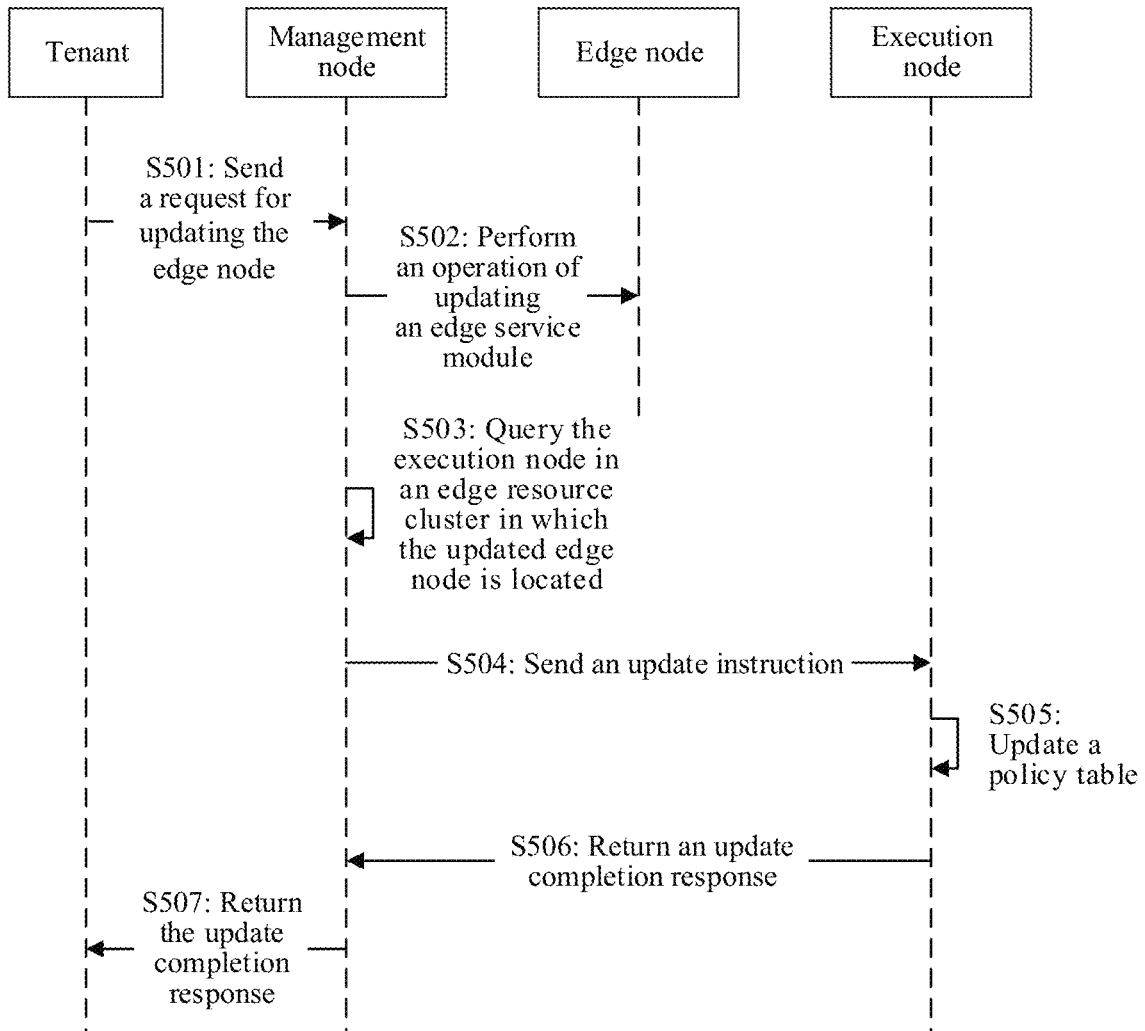 Tenant
Management
node
Edge node
Execution
node
S501: Send
a request for
updating the
edge node
S502: Perform
an operation of
updating
an edge service
module
S503: Query the
execution node in
an edge resource
cluster in which
the updated edge
node is located
S504: Send an update instruction
S505:
Update a
policy table
S506: Return an update
completion response
S507: Return
the update
completion
response